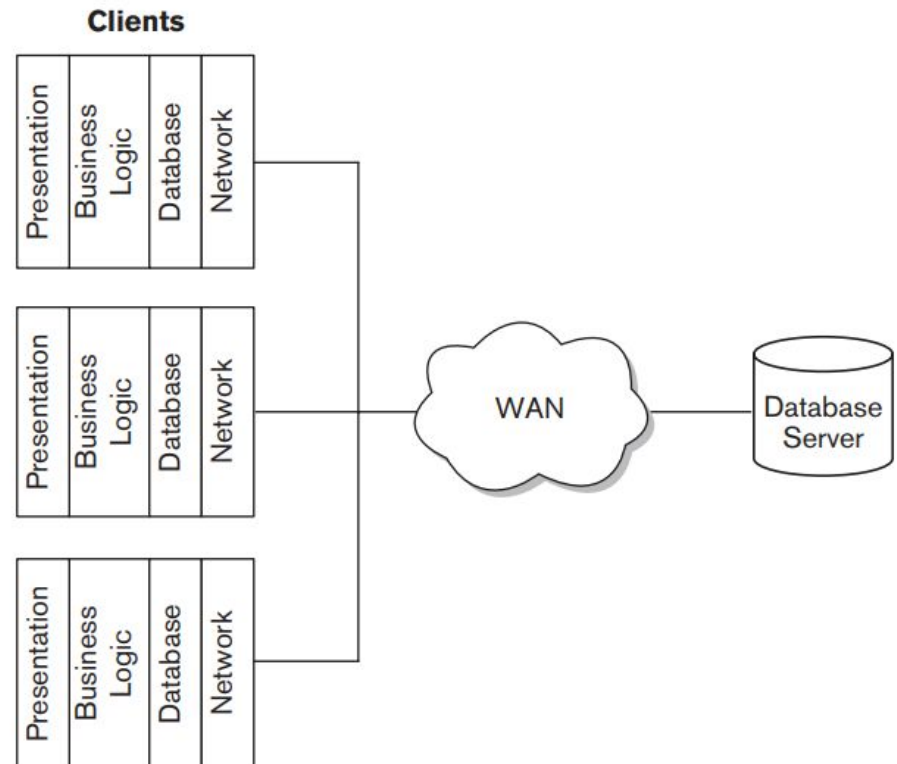 Clients
Presentation
Business
Logic
Database
Network
Presentation
Business
Logic
Database
Network
Presentation
Business
Logic
Database
Network
WAN
Database
Server